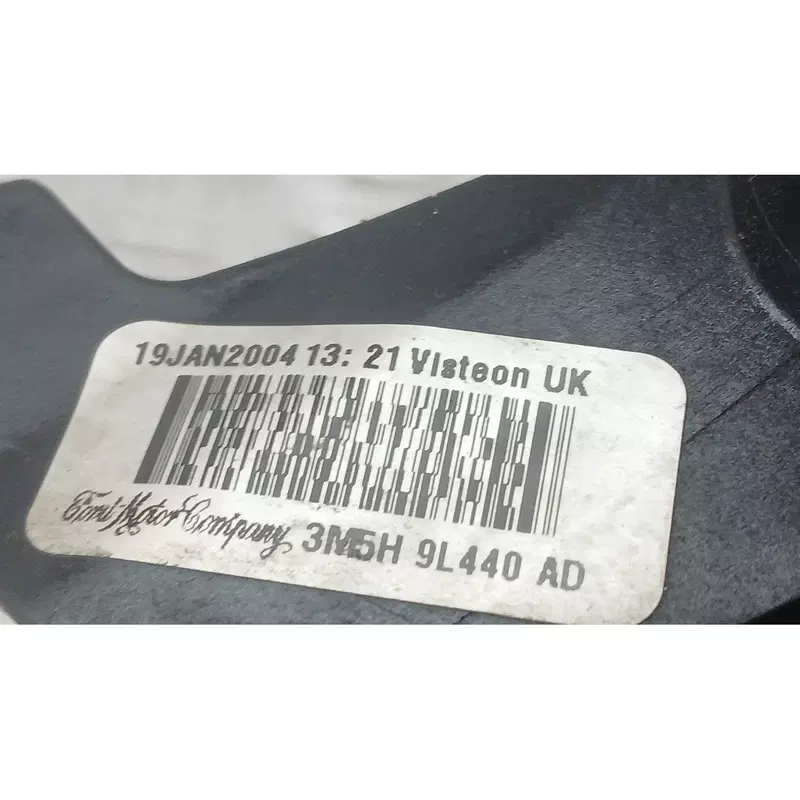 19JAN2004 13: 21 Visteon UK
Ford Motor Company 3M5H 9L440 AD